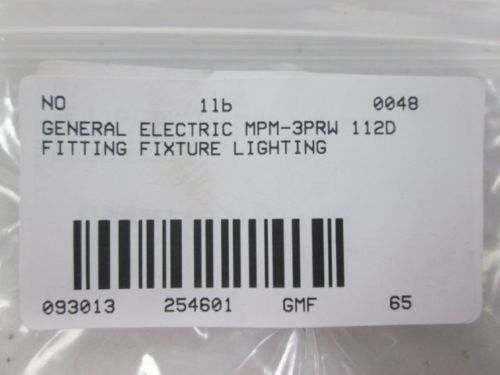 NO 1lb 0048
GENERAL ELECTRIC MPM-3PRW 112D
FITTING FIXTURE LIGHTING
093013 254601 GMF 65